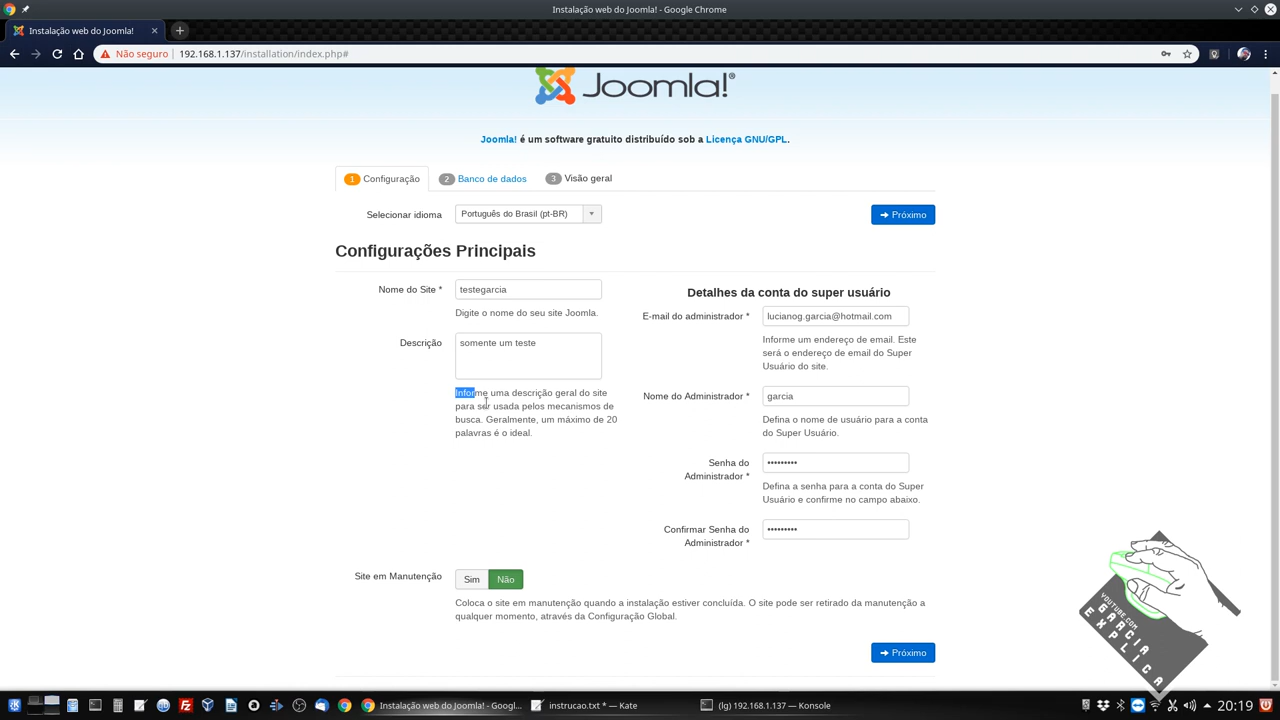 Instalação web do Joomla! - Google Chrome
Instalação web do Joomla!
Não seguro
192.168.1.137/installation/index.php#
Joomla!®
Joomla! é um software gratuito distribuído sob a Licença GNU/GPL.
1 Configuração
2 Banco de dados
3 Visão geral
Selecionar idioma
Português do Brasil (pt-BR)
Próximo
Configurações Principais
Nome do Site *
testegarcia
Digite o nome do seu site Joomla.
Descrição
somente um teste
Informe uma descrição geral do site
para ser usada pelos mecanismos de
busca. Geralmente, um máximo de 20
palavras é o ideal.
Detalhes da conta do super usuário
E-mail do administrador *
lucianog.garcia@hotmail.com
Informe um endereço de email. Este
será o endereço de email do Super
Usuário do site.
Nome do Administrador *
garcia
Defina o nome de usuário para a conta
do Super Usuário.
Senha do
Administrador *
•••••••••
Defina a senha para a conta do Super
Usuário e confirme no campo abaixo.
Confirmar Senha do
Administrador *
•••••••••
Site em Manutenção
Sim
Não
Coloca o site em manutenção quando a instalação estiver concluída. O site pode ser retirado da manutenção a
qualquer momento, através da Configuração Global.
Próximo
YOUTUBE.COM
GARCIA
EXPLICA
Instalação web do Joomla! - Googl...
instrucao.txt * — Kate
(lg) 192.168.1.137 — Konsole
20:19